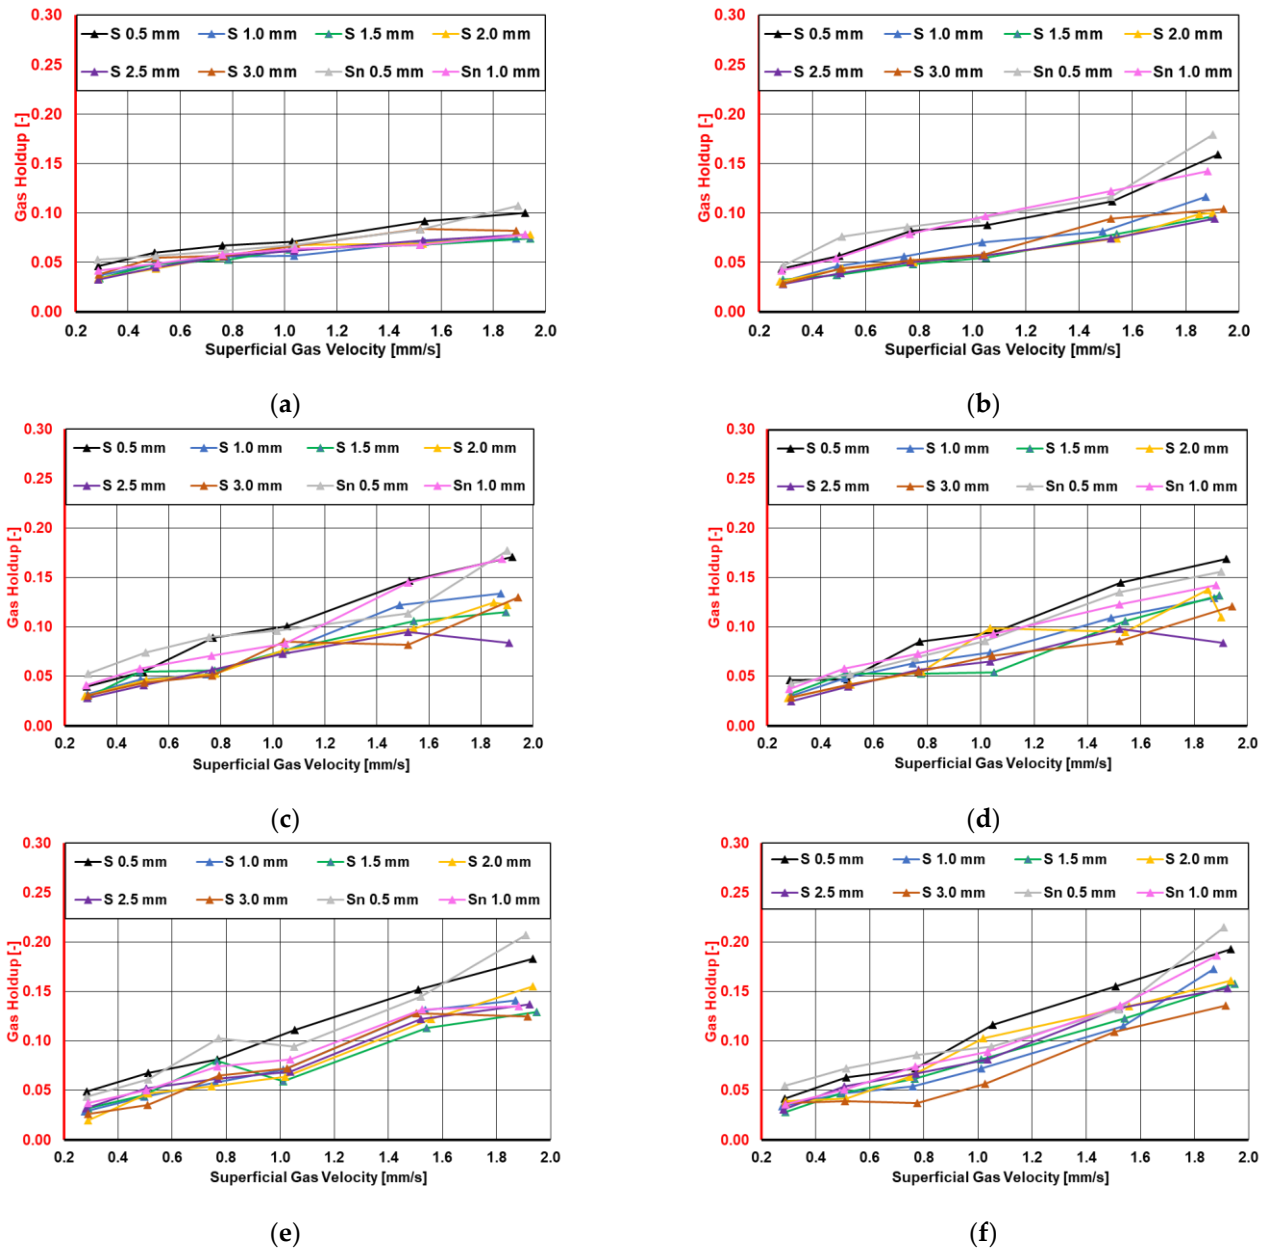 0.30
S 0.5 mm S 1.0 mm S 1.5 mm S 2.0 mm
0.25
S 2.5 mm S 3.0 mm Sn 0.5 mm Sn 1.0 mm
0.20
0.15
0.10
0.05
0.00
Gas Holdup [-]
0.2 0.4 0.6 0.8 1.0 1.2 1.4 1.6 1.8 2.0
Superficial Gas Velocity [mm/s]
(a)
0.30
S 0.5 mm S 1.0 mm S 1.5 mm S 2.0 mm
0.25
S 2.5 mm S 3.0 mm Sn 0.5 mm Sn 1.0 mm
0.20
0.15
0.10
0.05
0.00
Gas Holdup [-]
0.2 0.4 0.6 0.8 1.0 1.2 1.4 1.6 1.8 2.0
Superficial Gas Velocity [mm/s]
(b)
0.30
S 0.5 mm S 1.0 mm S 1.5 mm S 2.0 mm
0.25
S 2.5 mm S 3.0 mm Sn 0.5 mm Sn 1.0 mm
0.20
0.15
0.10
0.05
0.00
Gas Holdup [-]
0.2 0.4 0.6 0.8 1.0 1.2 1.4 1.6 1.8 2.0
Superficial Gas Velocity [mm/s]
(c)
0.30
S 0.5 mm S 1.0 mm S 1.5 mm S 2.0 mm
0.25
S 2.5 mm S 3.0 mm Sn 0.5 mm Sn 1.0 mm
0.20
0.15
0.10
0.05
0.00
Gas Holdup [-]
0.2 0.4 0.6 0.8 1.0 1.2 1.4 1.6 1.8 2.0
Superficial Gas Velocity [mm/s]
(d)
0.30
S 0.5 mm S 1.0 mm S 1.5 mm S 2.0 mm
0.25
S 2.5 mm S 3.0 mm Sn 0.5 mm Sn 1.0 mm
0.20
0.15
0.10
0.05
0.00
Gas Holdup [-]
0.2 0.4 0.6 0.8 1.0 1.2 1.4 1.6 1.8 2.0
Superficial Gas Velocity [mm/s]
(e)
0.30
S 0.5 mm S 1.0 mm S 1.5 mm S 2.0 mm
0.25
S 2.5 mm S 3.0 mm Sn 0.5 mm Sn 1.0 mm
0.20
0.15
0.10
0.05
0.00
Gas Holdup [-]
0.2 0.4 0.6 0.8 1.0 1.2 1.4 1.6 1.8 2.0
Superficial Gas Velocity [mm/s]
(f)